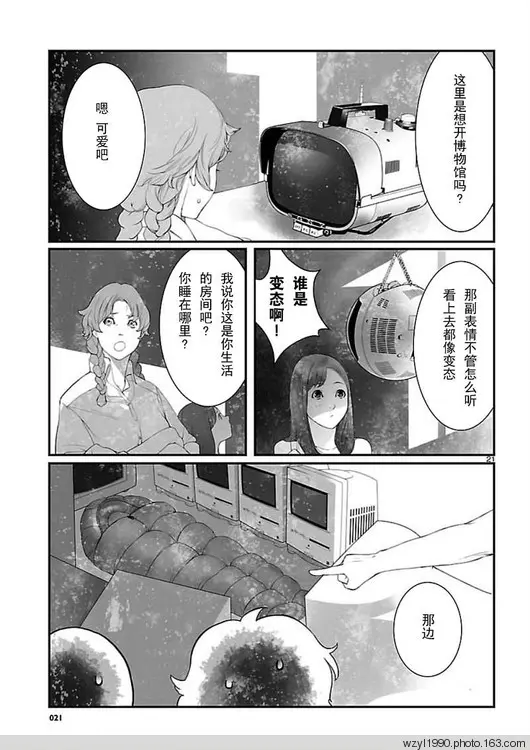 这里是想开博物馆吗？
嗯 可爱吧
那副表情不管怎么听
看上去都像变态
谁是
变态啊！
我说你这是你生活
的房间吧？
你睡在哪里？
21
那边
021
wzyl1990.photo.163.com